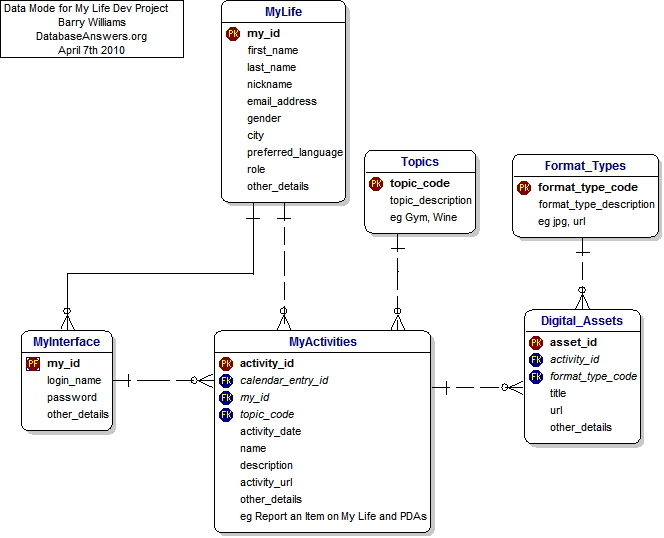 Data Mode for My Life Dev Project
Barry Williams
DatabaseAnswers.org
April 7th 2010
MyLife
PK my_id
first_name
last_name
nickname
email_address
gender
city
preferred_language
role
other_details
Topics
PK topic_code
topic_description
eg Gym, Wine
Format_Types
PK format_type_code
format_type_description
eg jpg, url
MyInterface
PF my_id
login_name
password
other_details
MyActivities
PK activity_id
FK calendar_entry_id
FK my_id
FK topic_code
activity_date
name
description
activity_url
other_details
eg Report an Item on My Life and PDAs
Digital_Assets
PK asset_id
FK activity_id
FK format_type_code
title
url
other_details